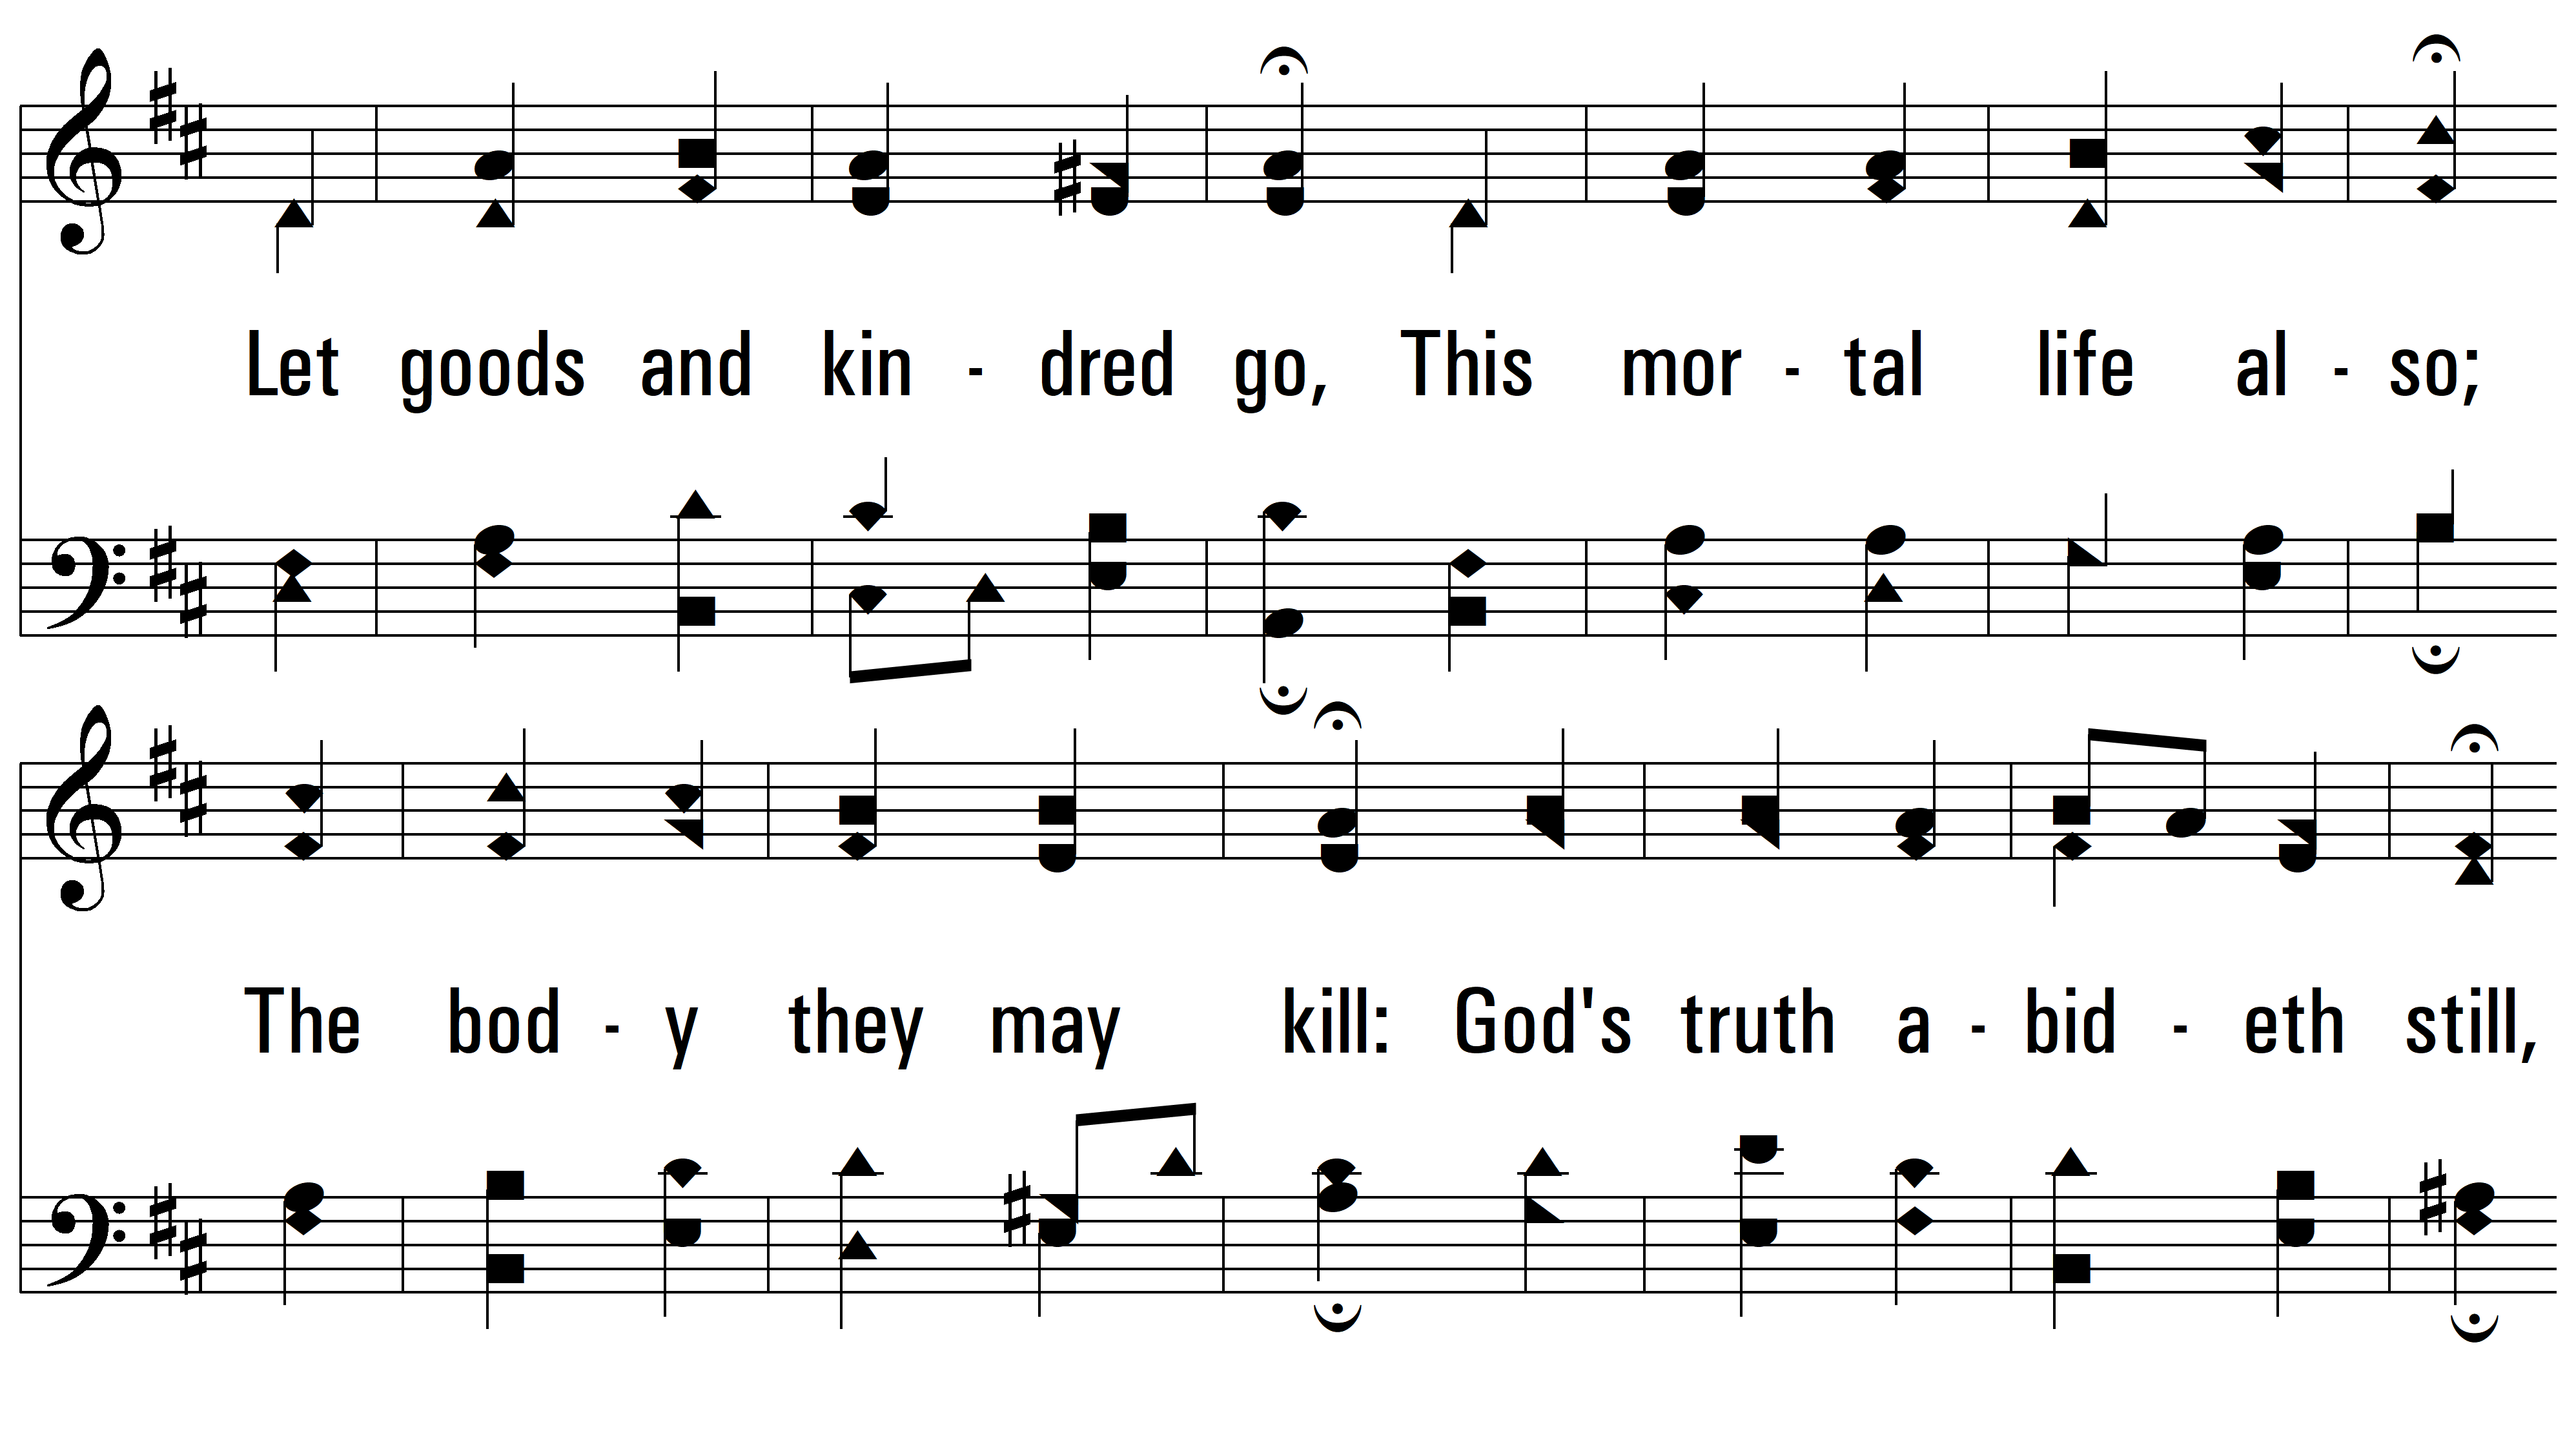 Let goods and kin - dred go, This mor - tal life al - so;
The bod - y they may kill: God's truth a - bid - eth still,